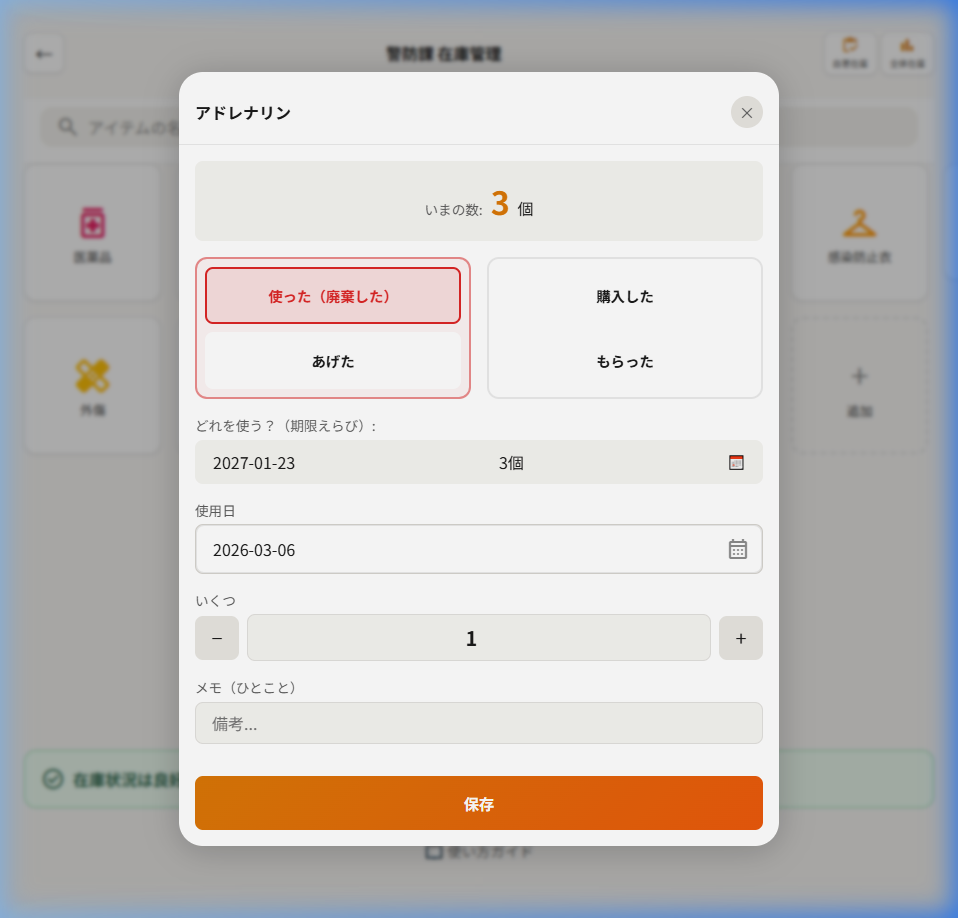 ←
警防課 在庫管理
アイテムの名
医薬品
感染防止衣
外傷
+
追加
在庫状況は良好
使い方ガイド
アドレナリン
×
いまの数: 3 個
使った（廃棄した）
購入した
あげた
もらった
どれを使う？（期限えらび）:
2027-01-23 3個
使用日
2026-03-06
いくつ
− 1 +
メモ（ひとこと）
備考...
保存